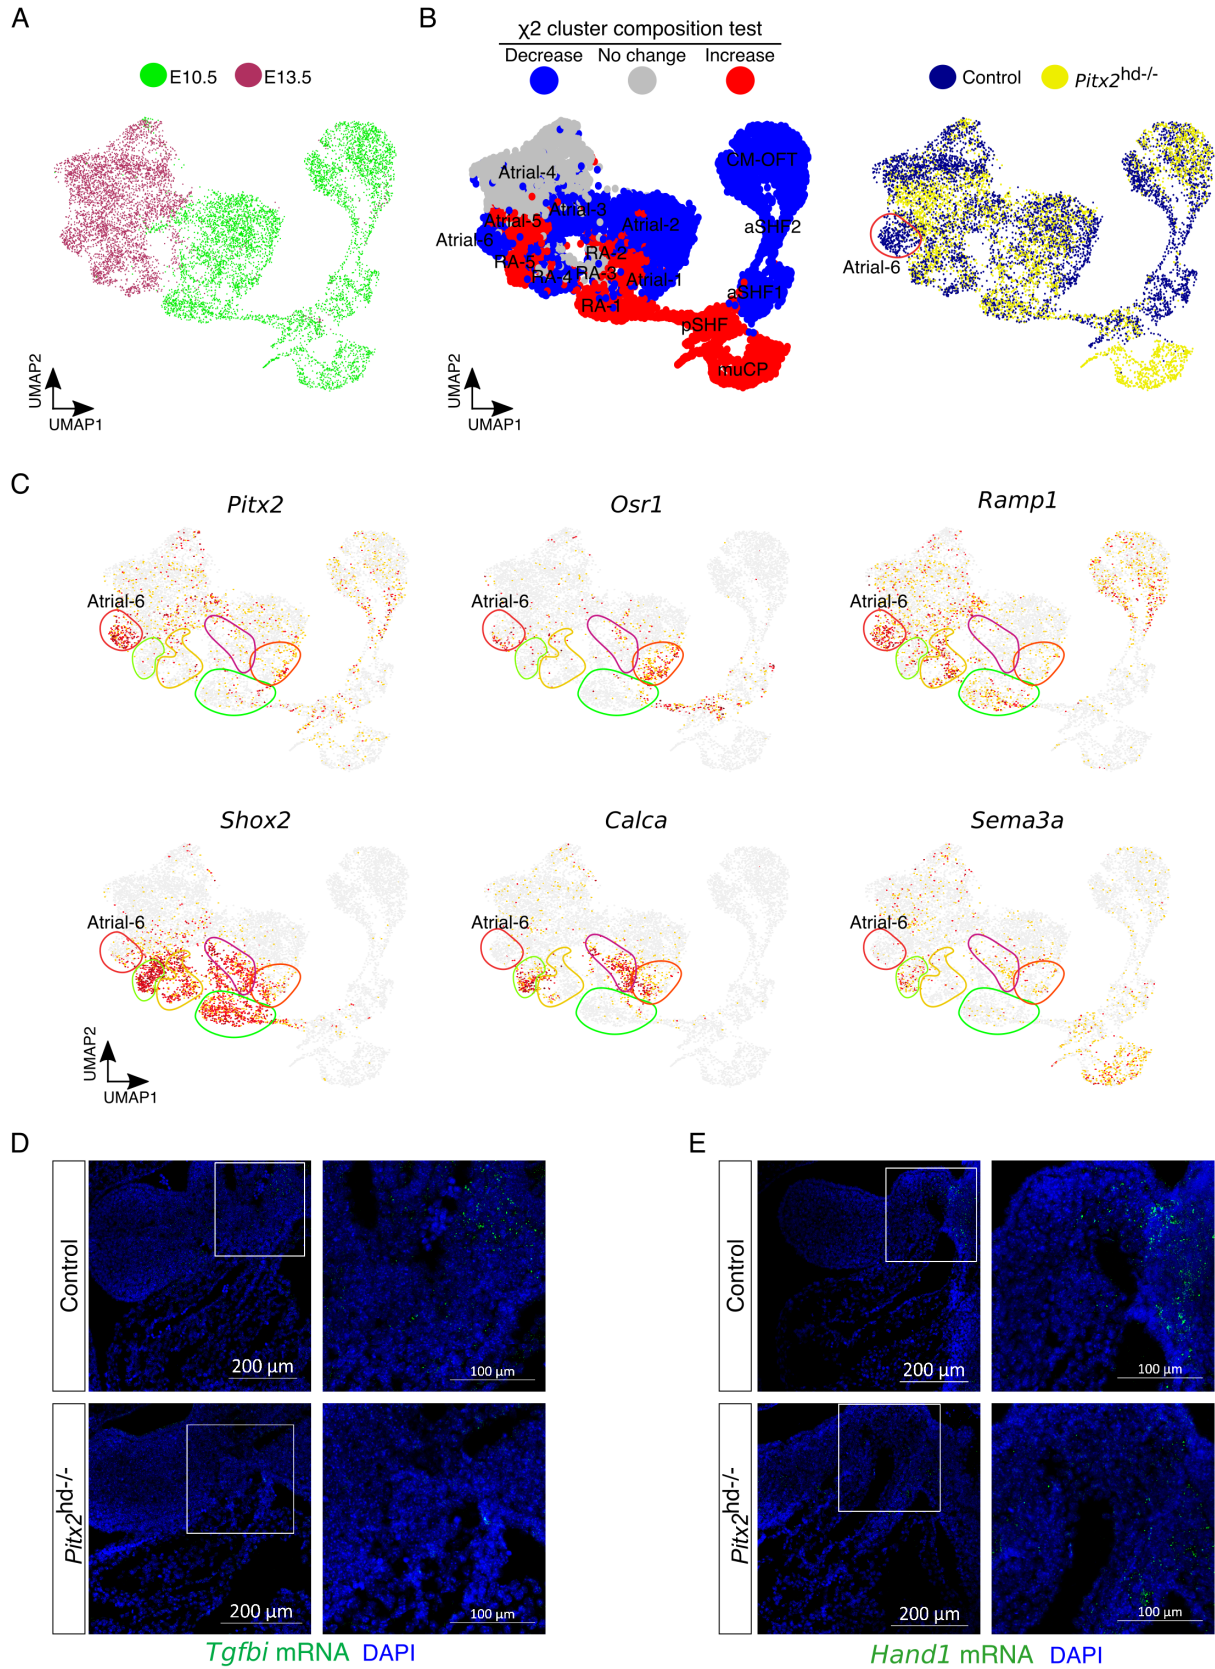 A
E10.5 E13.5
UMAP2
UMAP1
B
χ2 cluster composition test
Decrease No change Increase
Control Pitx2hd-/-
CM-OFT
Atrial-4
Atrial-3
Atrial-5
Atrial-2
aSHF2
Atrial-6
RA-2
RA-5
RA-4
RA-3
Atrial-1
aSHF1
RA-1
pSHF
muCP
UMAP2
UMAP1
Atrial-6
C
Pitx2 Osr1 Ramp1
Atrial-6 Atrial-6 Atrial-6
Shox2 Calca Sema3a
Atrial-6 Atrial-6 Atrial-6
UMAP2
UMAP1
D
Control
200 μm
100 μm
Pitx2hd-/-
200 μm
100 μm
Tgfbi mRNA DAPI
E
Control
200 μm
100 μm
Pitx2hd-/-
200 μm
100 μm
Hand1 mRNA DAPI